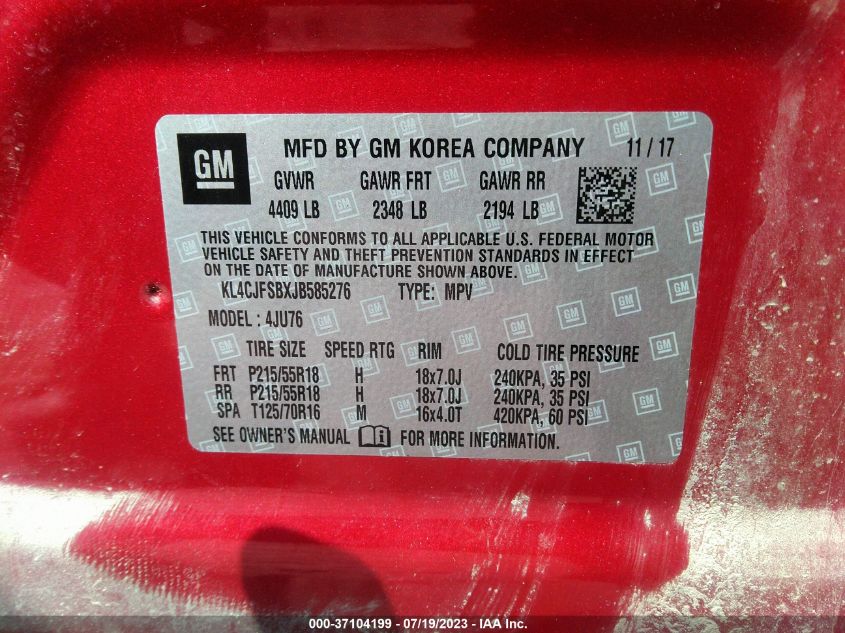 GM MFD BY GM KOREA COMPANY 11 / 17
GVWR GAWR FRT GAWR RR
4409 LB 2348 LB 2194 LB
THIS VEHICLE CONFORMS TO ALL APPLICABLE U.S. FEDERAL MOTOR
VEHICLE SAFETY AND THEFT PREVENTION STANDARDS IN EFFECT
ON THE DATE OF MANUFACTURE SHOWN ABOVE.
KL4CJFSBXJB585276 TYPE: MPV
MODEL : 4JU76
TIRE SIZE SPEED RTG RIM COLD TIRE PRESSURE
FRT P215/55R18 H 18x7.0J 240KPA, 35 PSI
RR P215/55R18 H 18x7.0J 240KPA, 35 PSI
SPA T125/70R16 M 16x4.0T 420KPA, 60 PSI
SEE OWNER'S MANUAL FOR MORE INFORMATION.
000-37104199 - 07/19/2023 - IAA Inc.